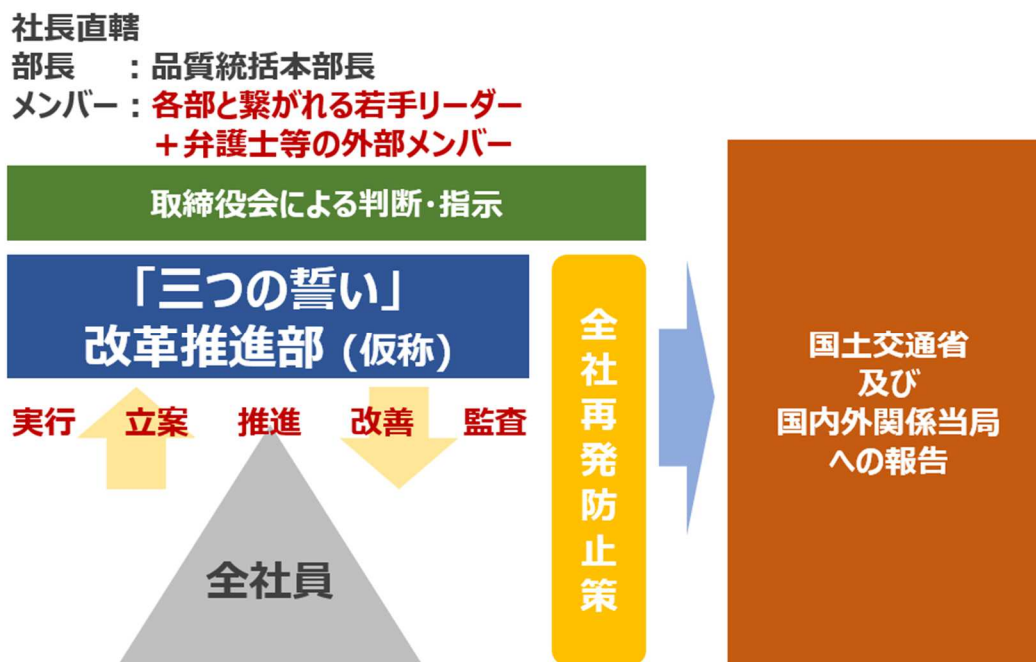 社長直轄
部長　：品質統括本部長
メンバー：各部と繋がれる若手リーダー
＋弁護士等の外部メンバー
取締役会による判断・指示
「三つの誓い」
改革推進部 (仮称)
実行 立案 推進 改善 監査
全社員
全社再発防止策
国土交通省
及び
国内外関係当局
への報告